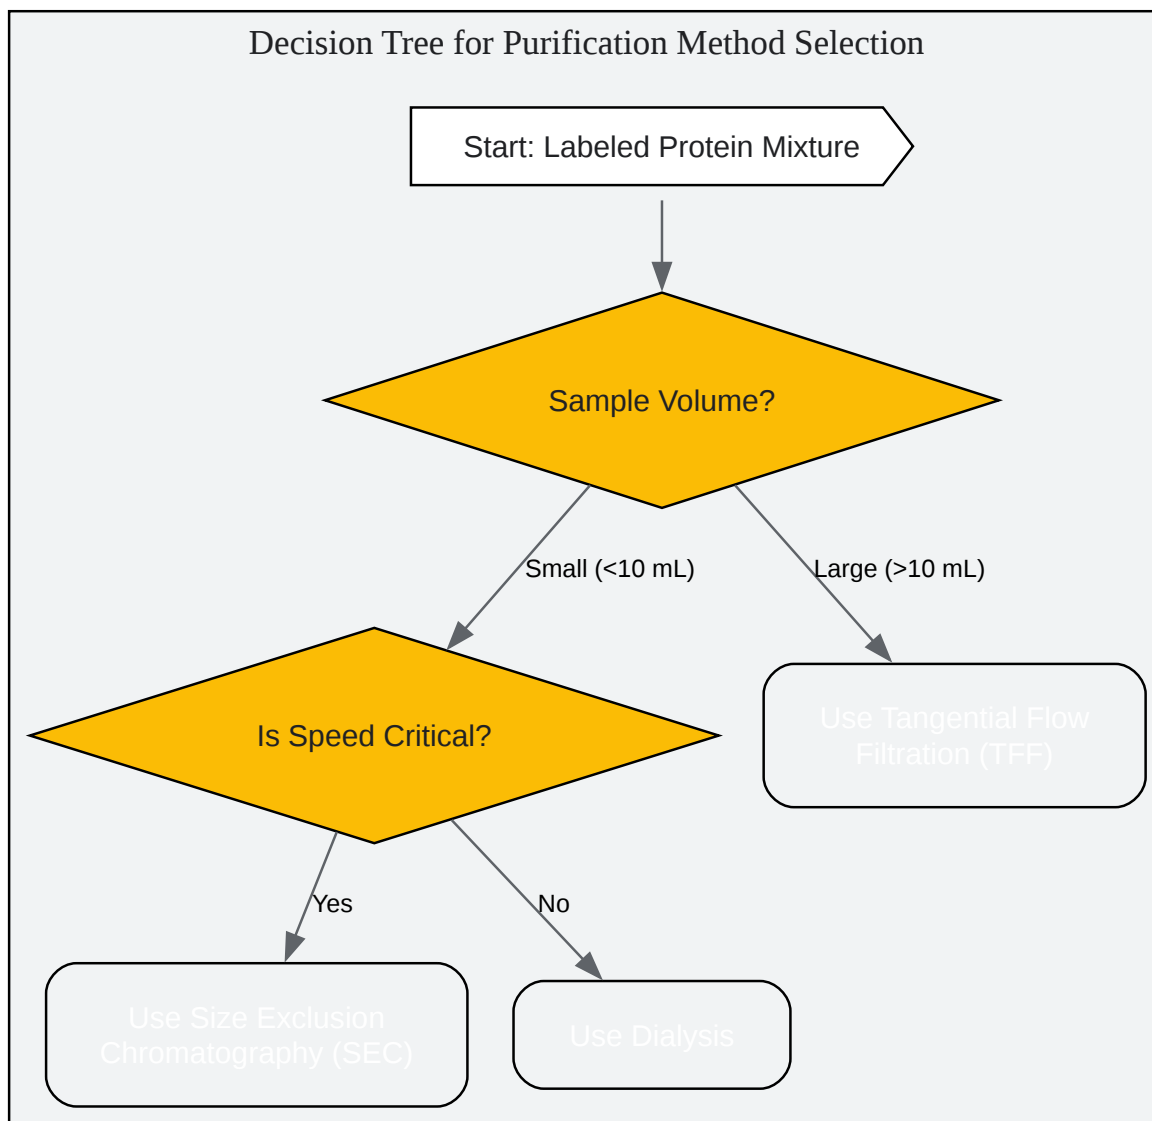 Decision Tree for Purification Method Selection
Start: Labeled Protein Mixture
Sample Volume?
Small (<10 mL)
Large (>10 mL)
Is Speed Critical?
Use Tangential Flow
Filtration (TFF)
Yes
No
Use Size Exclusion
Chromatography (SEC)
Use Dialysis